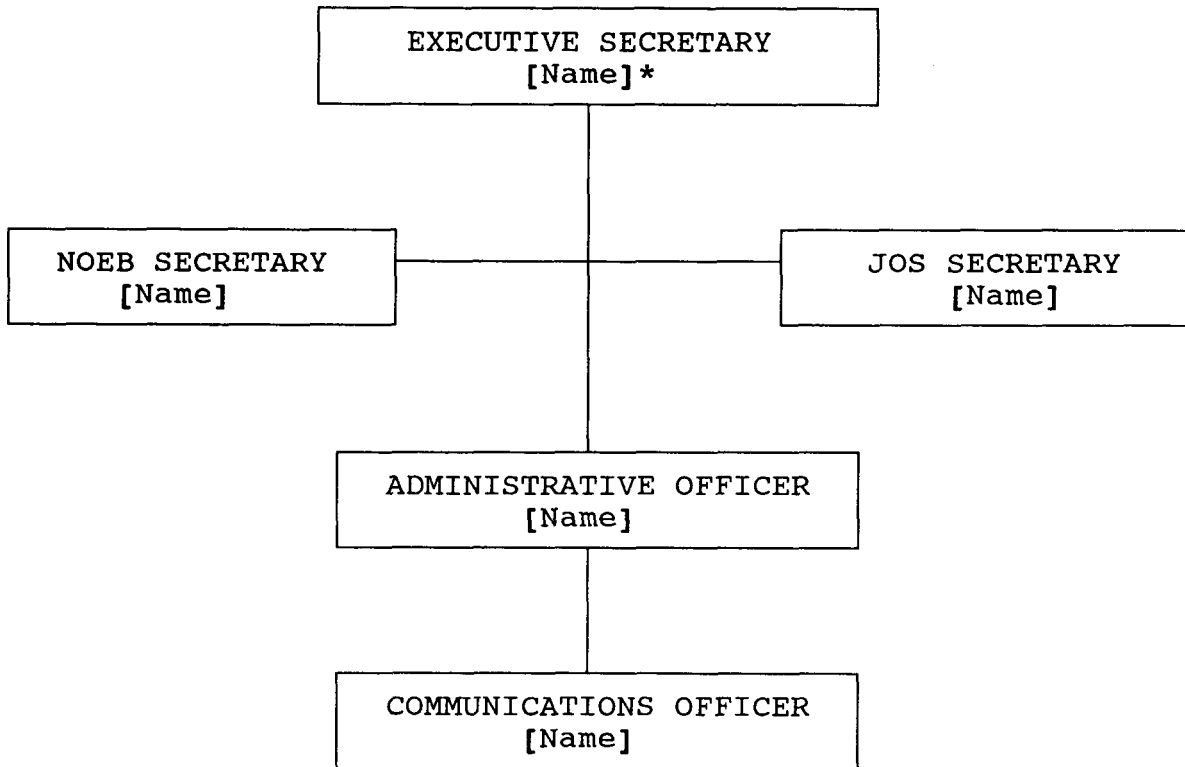 EXECUTIVE SECRETARY
[Name]*
NOEB SECRETARY
[Name]
JOS SECRETARY
[Name]
ADMINISTRATIVE OFFICER
[Name]
COMMUNICATIONS OFFICER
[Name]